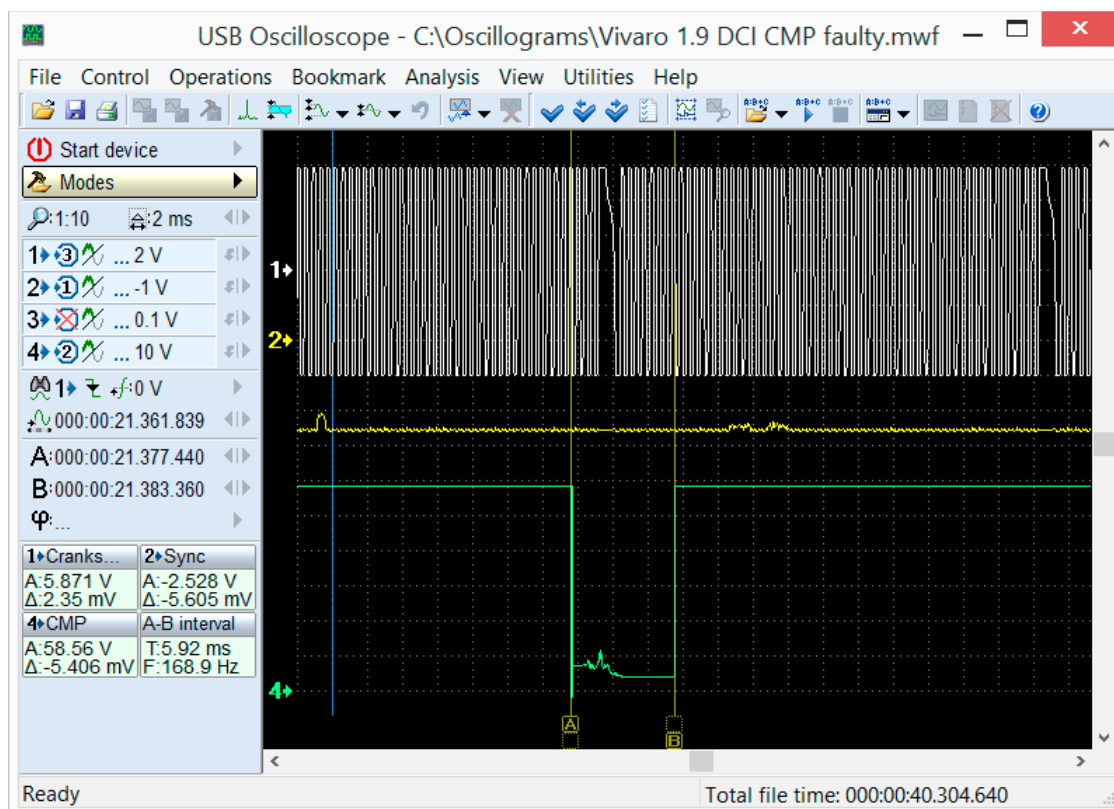 USB Oscilloscope - C:\Oscillograms\Vivaro 1.9 DCI CMP faulty.mwf
File Control Operations Bookmark Analysis View Utilities Help
A:B+C A:B+C A:B+C A:B+C
Start device
Modes
:1:10 :2 ms
1 3 ... 2 V
2 1 ... -1 V
3 ... 0.1 V
4 2 ... 10 V
1 f:0 V
000:00:21.361.839
A:000:00:21.377.440
B:000:00:21.383.360
φ:...
1 Cranks... 2 Sync
A:5.871 V A:-2.528 V
Δ:2.35 mV Δ:-5.605 mV
4 CMP A-B interval
A:58.56 V T:5.92 ms
Δ:-5.406 mV F:168.9 Hz
1
2
4
A
B
Ready Total file time: 000:00:40.304.640